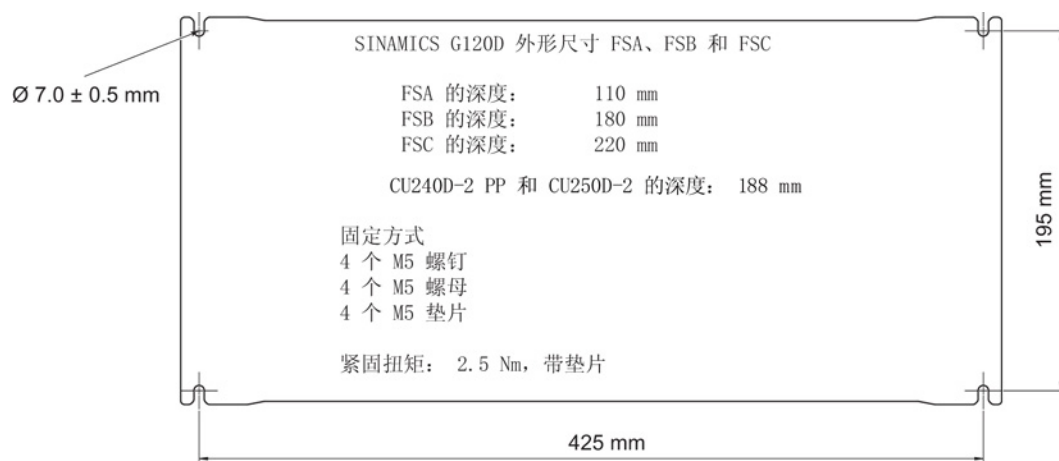 SINAMICS G120D 外形尺寸 FSA、FSB 和 FSC
Ø 7.0 ± 0.5 mm
FSA 的深度： 110 mm
FSB 的深度： 180 mm
FSC 的深度： 220 mm
CU240D-2 PP 和 CU250D-2 的深度： 188 mm
195 mm
固定方式
4 个 M5 螺钉
4 个 M5 螺母
4 个 M5 垫片
紧固扭矩： 2.5 Nm，带垫片
425 mm